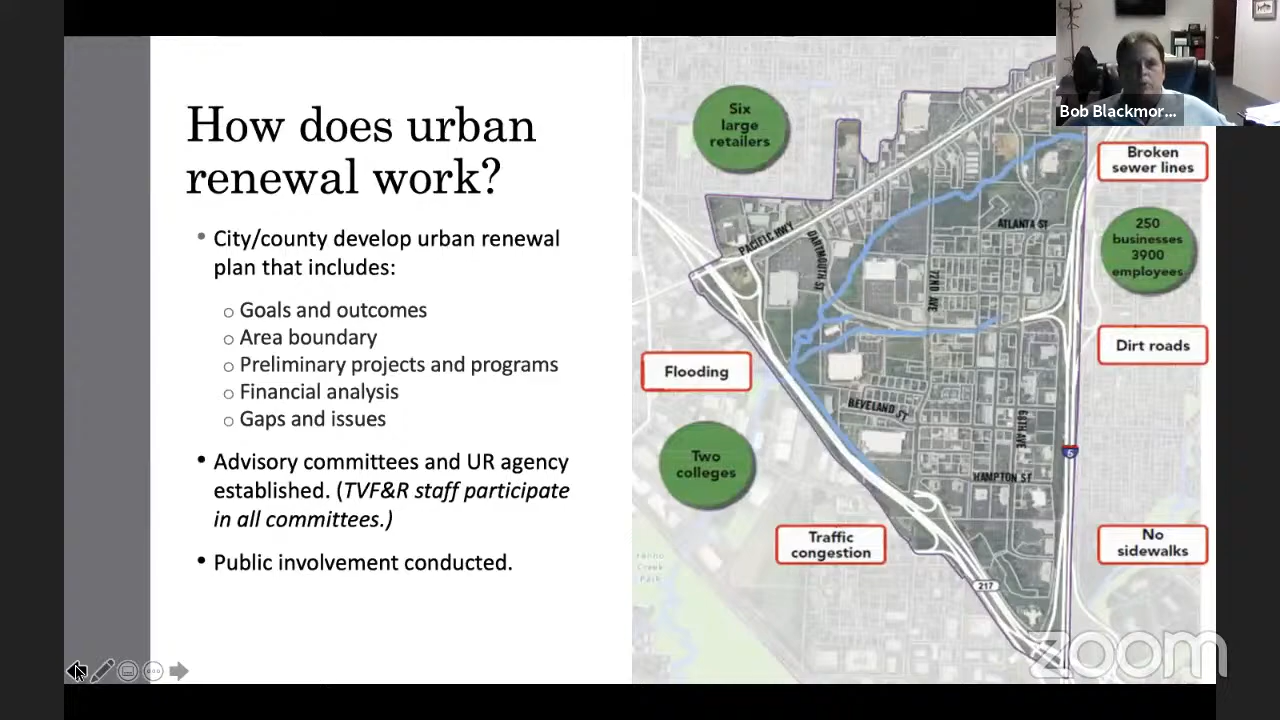 How does urban
renewal work?
• City/county develop urban renewal
plan that includes:
o Goals and outcomes
o Area boundary
o Preliminary projects and programs
o Financial analysis
o Gaps and issues
• Advisory committees and UR agency
established. (TVF&R staff participate
in all committees.)
• Public involvement conducted.
Six
large
retailers
Bob Blackmor...
Broken
sewer lines
250
businesses
3900
employees
PACIFIC HWY
DARTMOUTH ST
ATLANTA ST
72ND AVE
Dirt roads
Flooding
BEVELAND ST
68TH AVE
5
Two
colleges
HAMPTON ST
Traffic
congestion
No
sidewalks
Fanno
Creek
Park
217
zoom